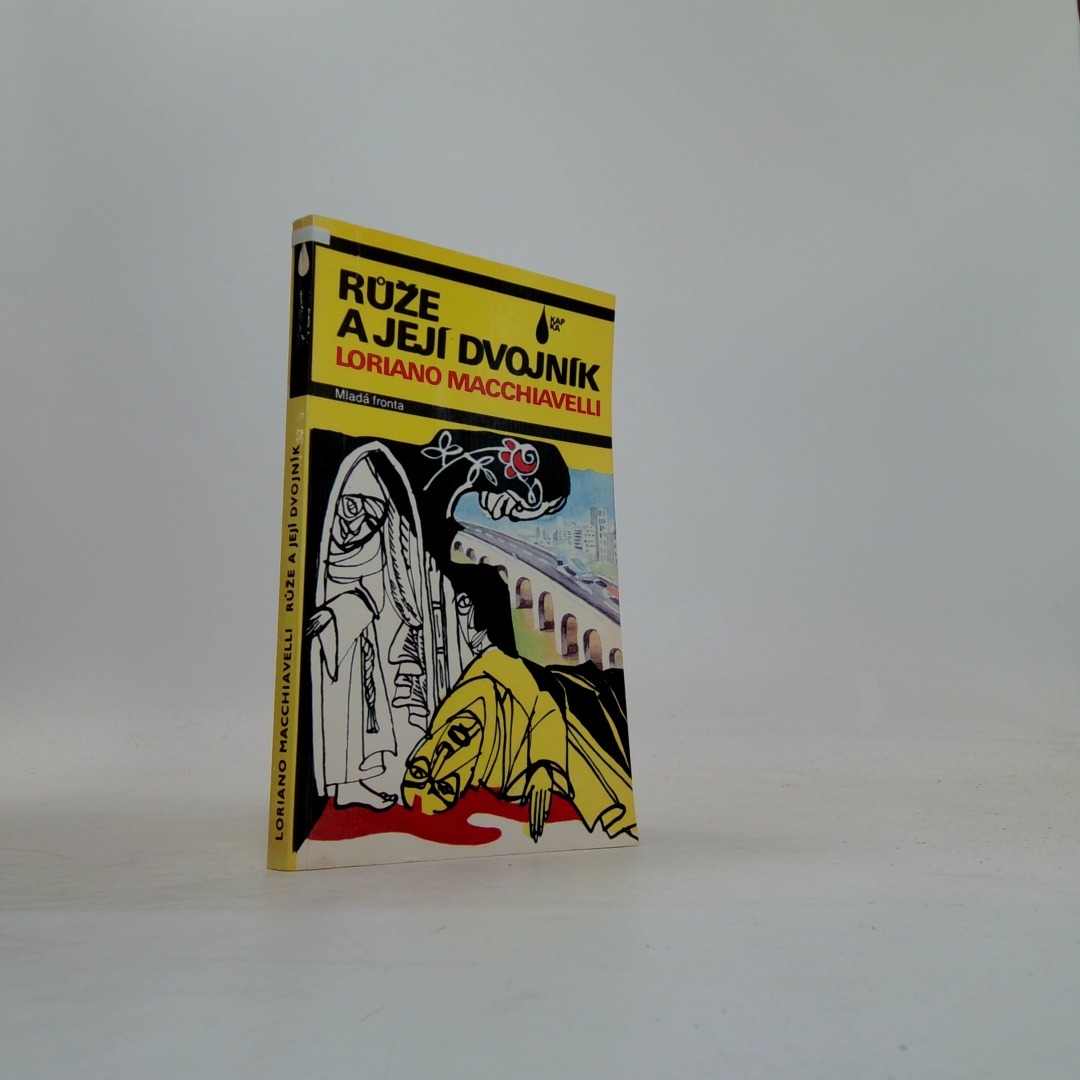 RŮŽE
A JEJÍ DVOJNÍK
LORIANO MACCHIAVELLI
KAP
KA
Mladá fronta
LORIANO MACCHIAVELLI RŮŽE A JEJÍ DVOJNÍK